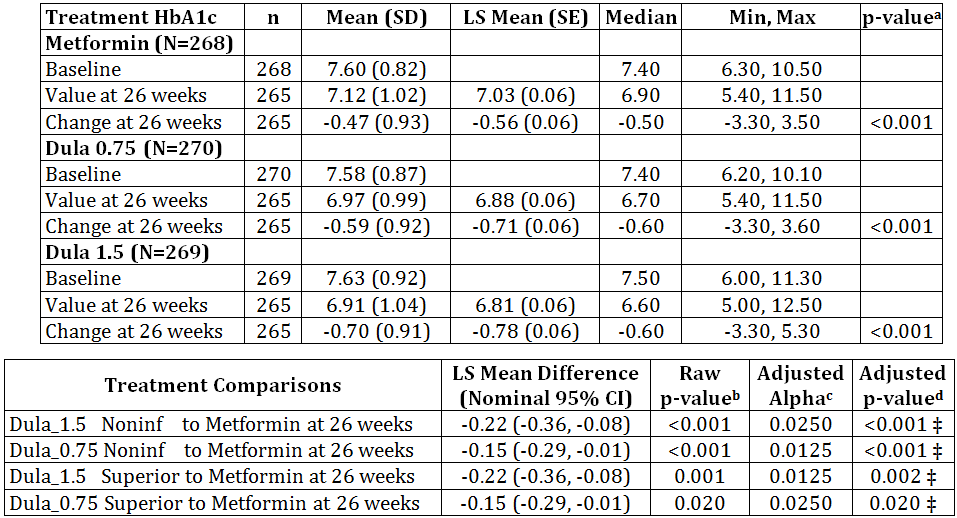 Treatment HbA1c n Mean (SD) LS Mean (SE) Median Min, Max p-valueᵃ
Metformin (N=268)
Baseline 268 7.60 (0.82) 7.40 6.30, 10.50
Value at 26 weeks 265 7.12 (1.02) 7.03 (0.06) 6.90 5.40, 11.50
Change at 26 weeks 265 -0.47 (0.93) -0.56 (0.06) -0.50 -3.30, 3.50 <0.001
Dula 0.75 (N=270)
Baseline 270 7.58 (0.87) 7.40 6.20, 10.10
Value at 26 weeks 265 6.97 (0.99) 6.88 (0.06) 6.70 5.40, 11.50
Change at 26 weeks 265 -0.59 (0.92) -0.71 (0.06) -0.60 -3.30, 3.60 <0.001
Dula 1.5 (N=269)
Baseline 269 7.63 (0.92) 7.50 6.00, 11.30
Value at 26 weeks 265 6.91 (1.04) 6.81 (0.06) 6.60 5.00, 12.50
Change at 26 weeks 265 -0.70 (0.91) -0.78 (0.06) -0.60 -3.30, 5.30 <0.001
Treatment Comparisons LS Mean Difference (Nominal 95% CI) Raw p-valueᵇ Adjusted Alphaᶜ Adjusted p-valueᵈ
Dula_1.5 Noninf to Metformin at 26 weeks -0.22 (-0.36, -0.08) <0.001 0.0250 <0.001 ‡
Dula_0.75 Noninf to Metformin at 26 weeks -0.15 (-0.29, -0.01) <0.001 0.0125 <0.001 ‡
Dula_1.5 Superior to Metformin at 26 weeks -0.22 (-0.36, -0.08) 0.001 0.0125 0.002 ‡
Dula_0.75 Superior to Metformin at 26 weeks -0.15 (-0.29, -0.01) 0.020 0.0250 0.020 ‡